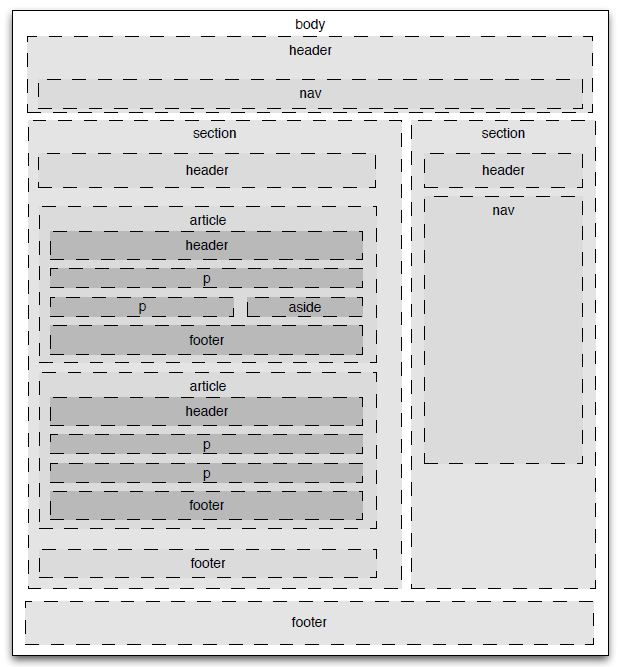 body
header
nav
section
header
article
header
p
p
aside
footer
article
header
p
p
footer
footer
section
header
nav
footer